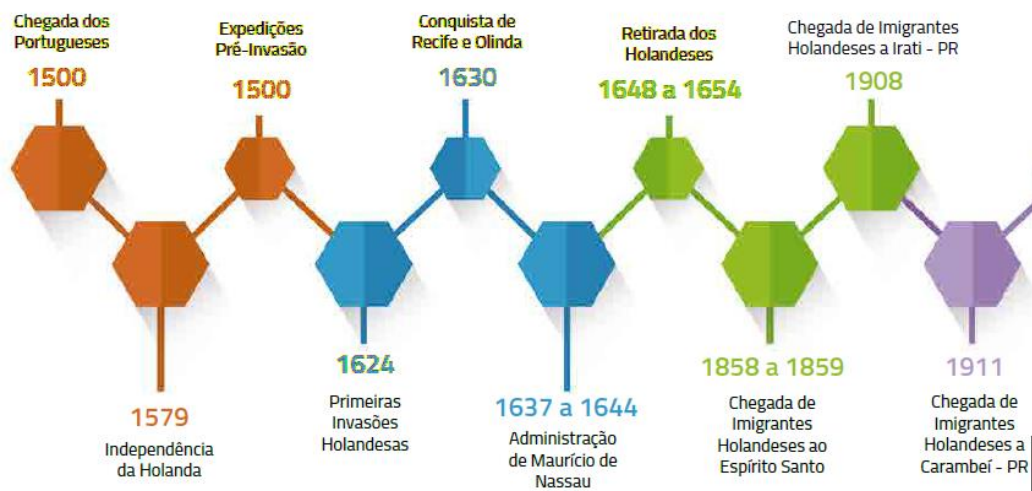 Chegada dos
Portugueses
1500
1579
Independência
da Holanda
Expedições
Pré-Invasão
1500
1624
Primeiras
Invasões
Holandesas
Conquista de
Recife e Olinda
1630
1637 a 1644
Administração
de Maurício de
Nassau
Retirada dos
Holandeses
1648 a 1654
1858 a 1859
Chegada de
Imigrantes
Holandeses ao
Espírito Santo
Chegada de Imigrantes
Holandeses a Irati - PR
1908
1911
Chegada de
Imigrantes
Holandeses a
Carambeí - PR